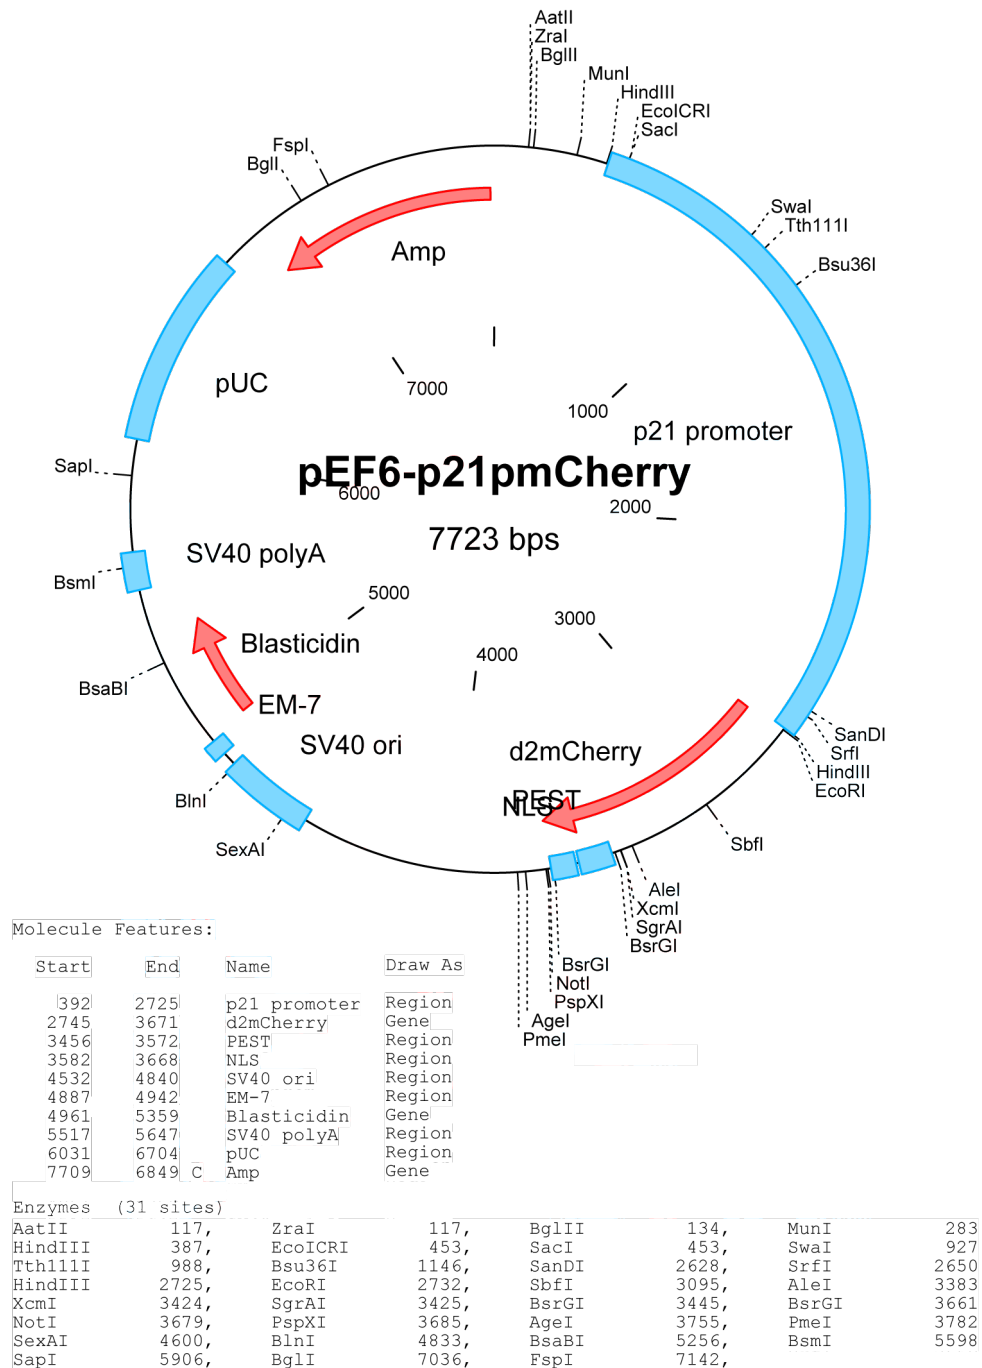 AatII
ZraI
BglII
MunI
HindIII
EcoICRI
SacI
FspI
BglI
SwaI
Tth111I
Bsu36I
Amp
pUC
7000
1000
p21 promoter
SapI
pEF6-p21pmCherry
6000
2000
7723 bps
SV40 polyA
BsmI
5000
3000
Blasticidin
4000
BsaBI
EM-7
SV40 ori
d2mCherry
SanDI
SrfI
HindIII
EcoRI
PEST
NLS
BlnI
SexAI
SbfI
AleI
XcmI
SgrAI
BsrGI
BsrGI
NotI
PspXI
AgeI
PmeI
Molecule Features:
Start End Name Draw As
392 2725 p21 promoter Region
2745 3671 d2mCherry Gene
3456 3572 PEST Region
3582 3668 NLS Region
4532 4840 SV40 ori Region
4887 4942 EM-7 Region
4961 5359 Blasticidin Gene
5517 5647 SV40 polyA Region
6031 6704 pUC Region
7709 6849 C Amp Gene
Enzymes (31 sites)
AatII 117, ZraI 117, BglII 134, MunI 283
HindIII 387, EcoICRI 453, SacI 453, SwaI 927
Tth111I 988, Bsu36I 1146, SanDI 2628, SrfI 2650
HindIII 2725, EcoRI 2732, SbfI 3095, AleI 3383
XcmI 3424, SgrAI 3425, BsrGI 3445, BsrGI 3661
NotI 3679, PspXI 3685, AgeI 3755, PmeI 3782
SexAI 4600, BlnI 4833, BsaBI 5256, BsmI 5598
SapI 5906, BglI 7036, FspI 7142,